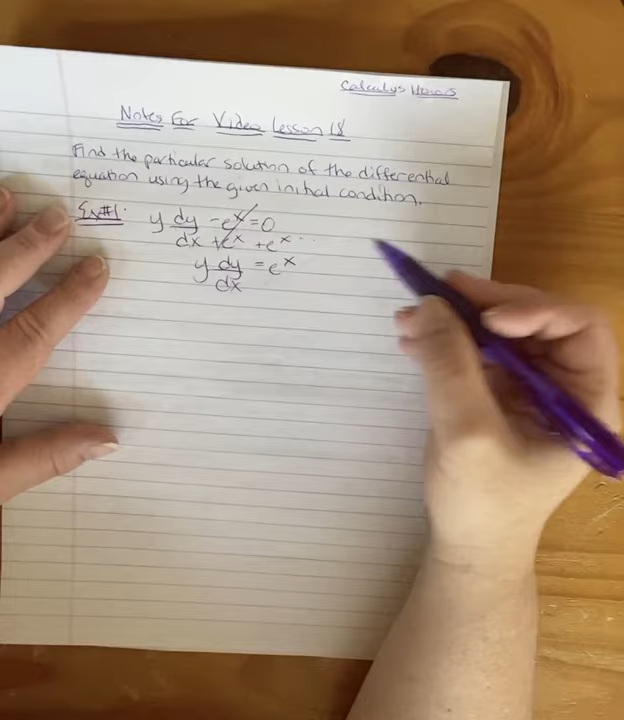 Calculus Honors
Notes For Video Lesson 18
Find the particular solution of the differential
equation using the given initial condition.
Ex#1: y dy/dx - e^x = 0
+e^x +e^x
y dy/dx = e^x